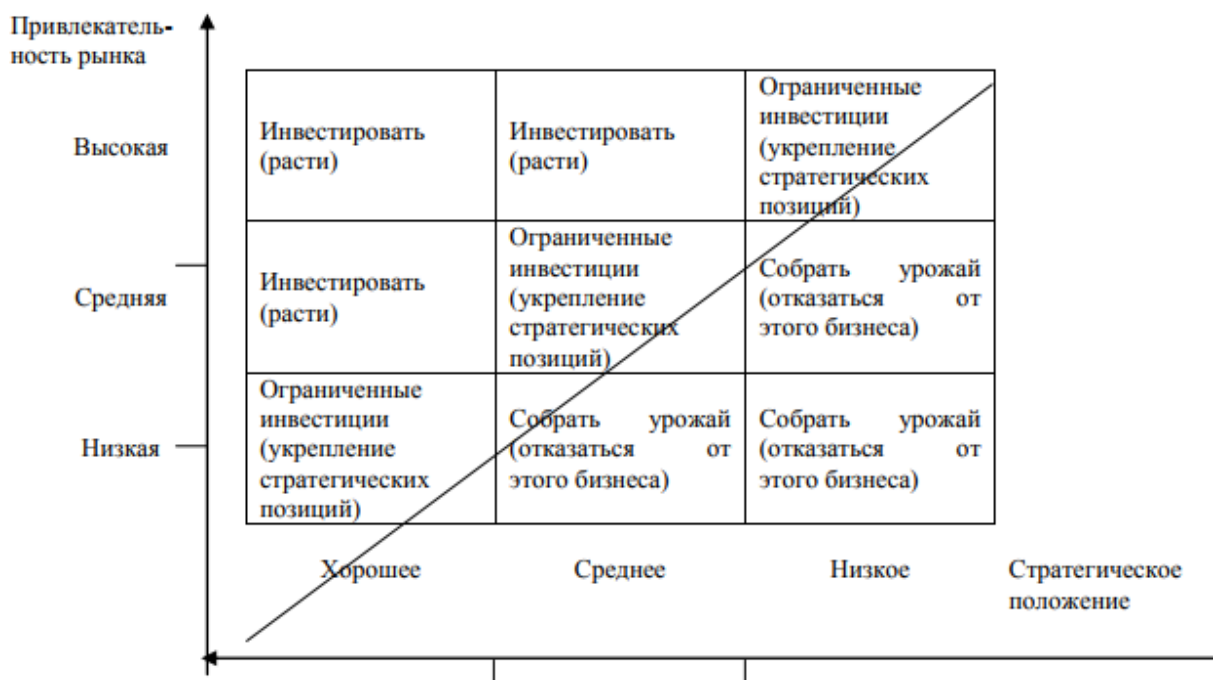 Привлекатель-
ность рынка
Высокая
Инвестировать
(расти)
Инвестировать
(расти)
Ограниченные
инвестиции
(укрепление
стратегических
позиций)
Средняя
Инвестировать
(расти)
Ограниченные
инвестиции
(укрепление
стратегических
позиций)
Собрать урожай
(отказаться от
этого бизнеса)
Низкая
Ограниченные
инвестиции
(укрепление
стратегических
позиций)
Собрать урожай
(отказаться от
этого бизнеса)
Собрать урожай
(отказаться от
этого бизнеса)
Хорошее
Среднее
Низкое
Стратегическое
положение